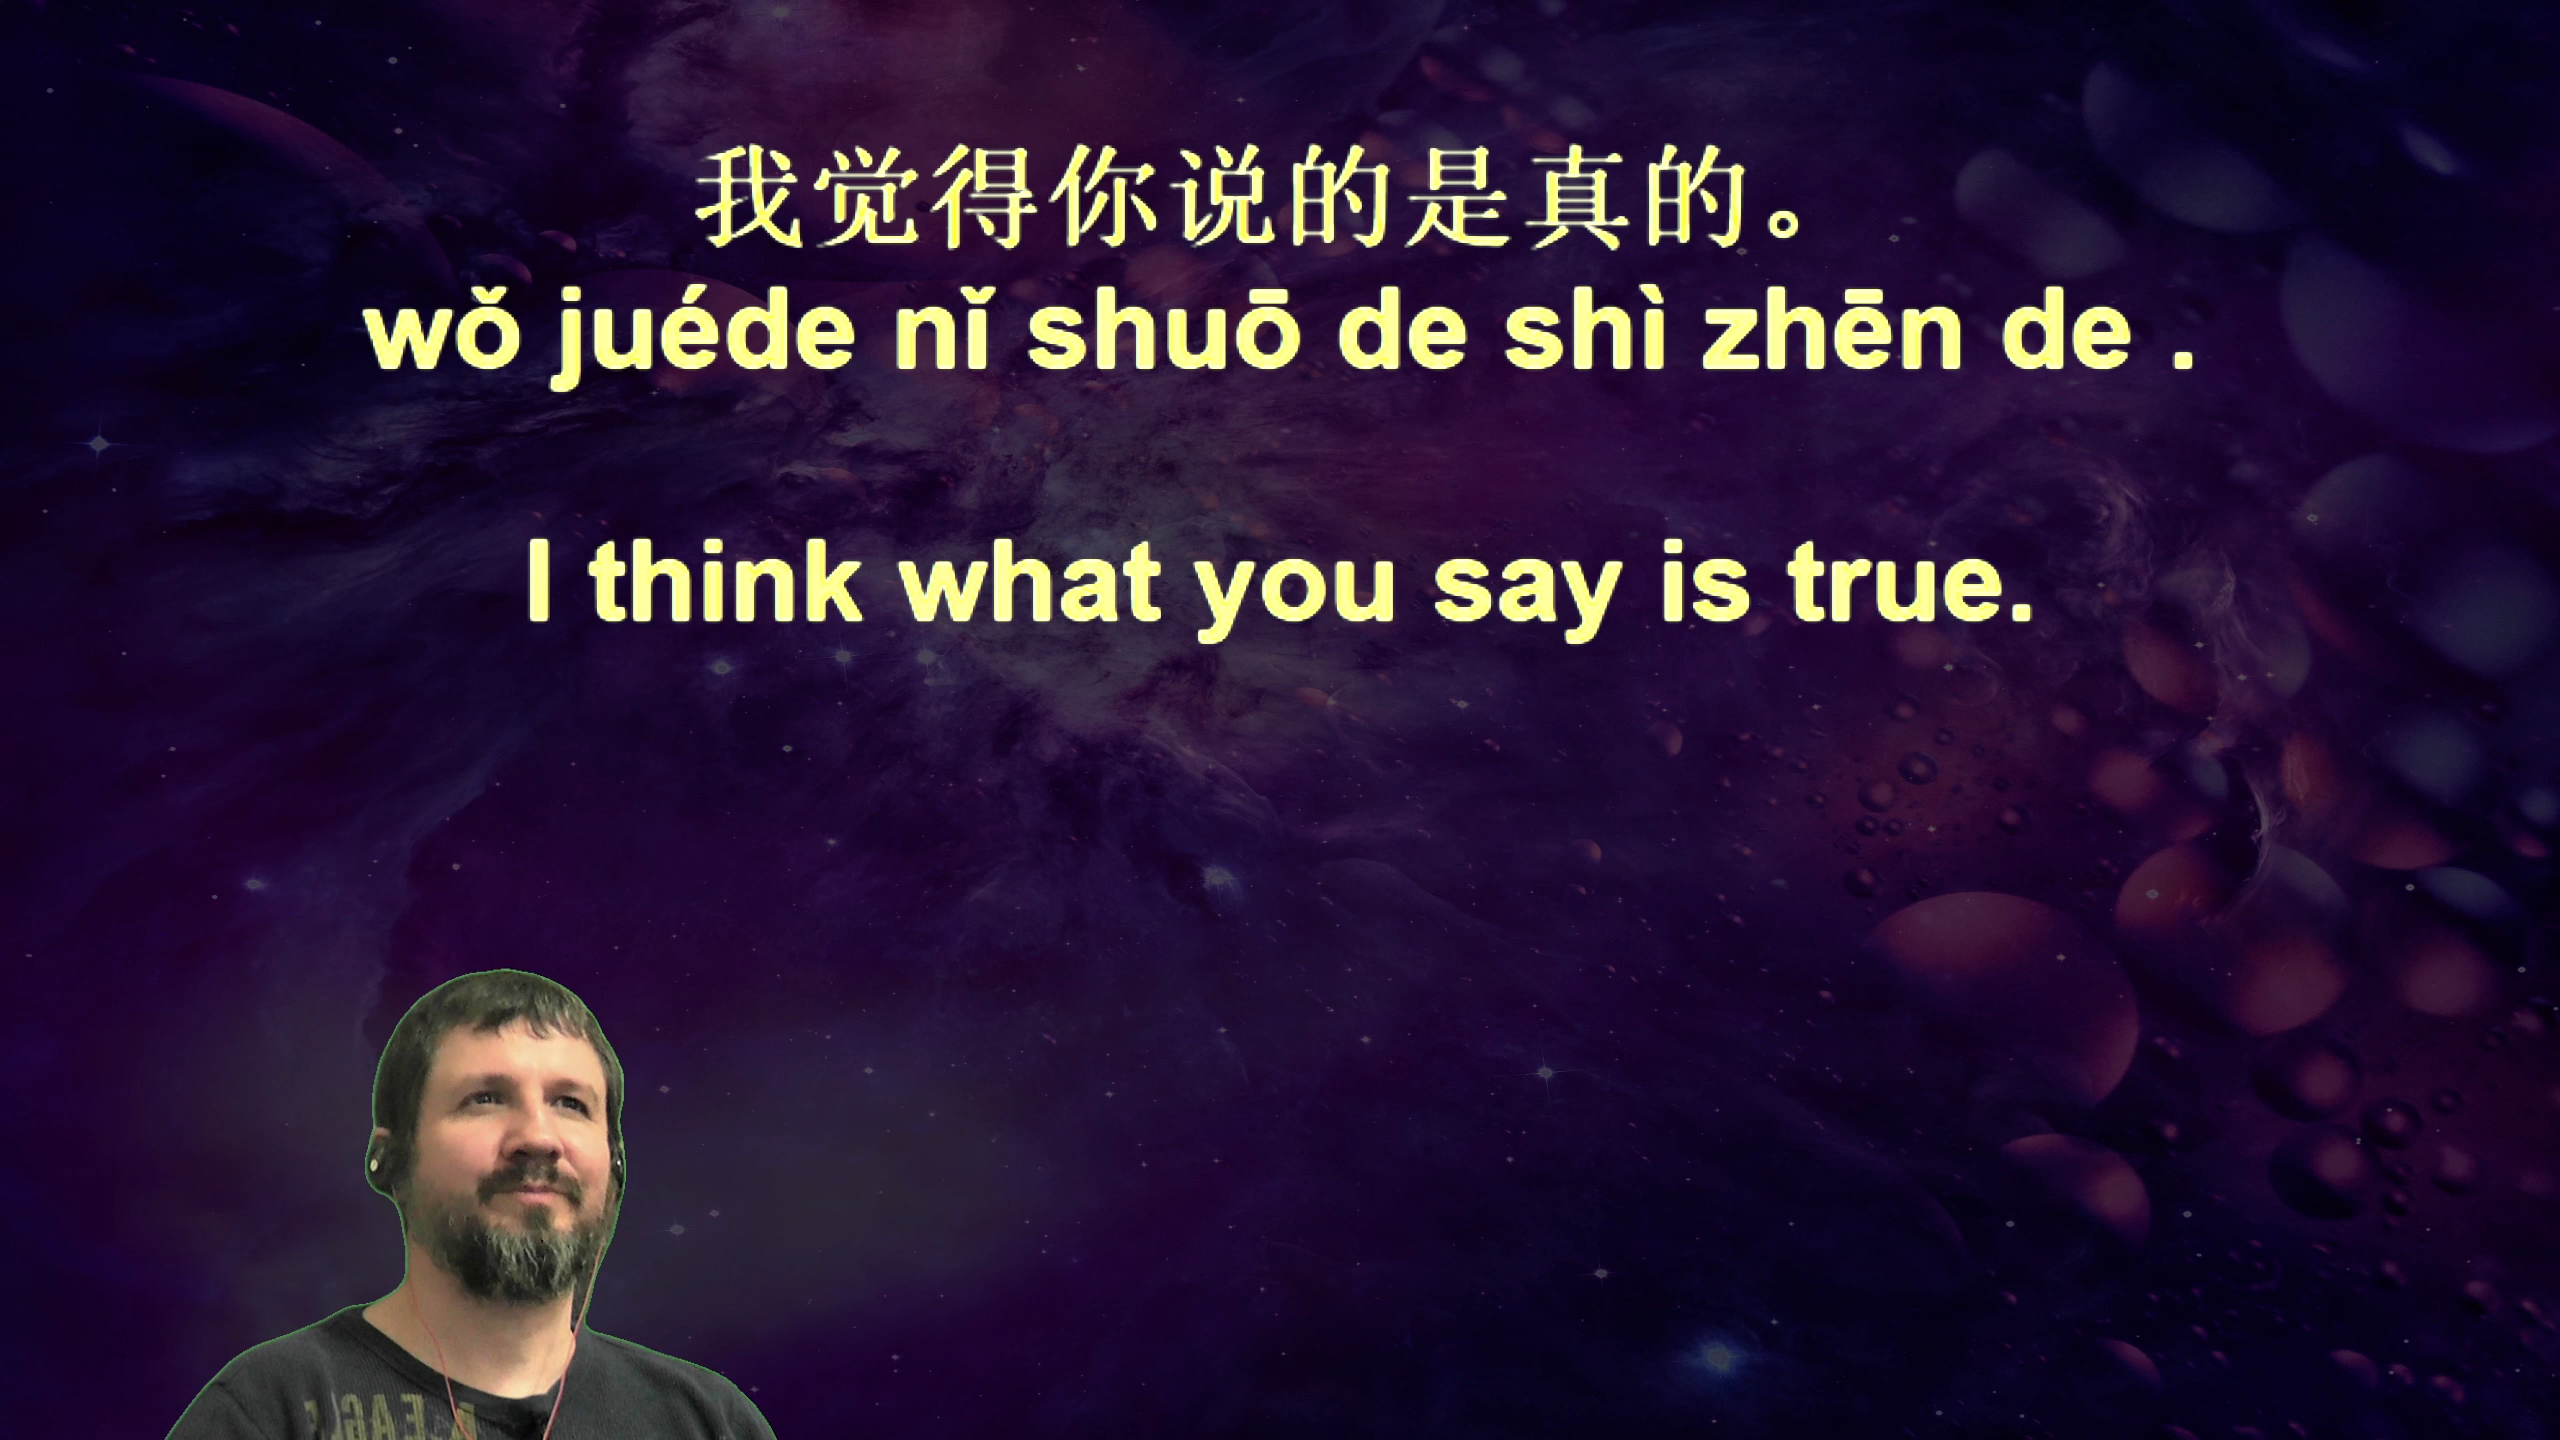 我觉得你说的是真的。
wǒ juéde nǐ shuō de shì zhēn de .
I think what you say is true.